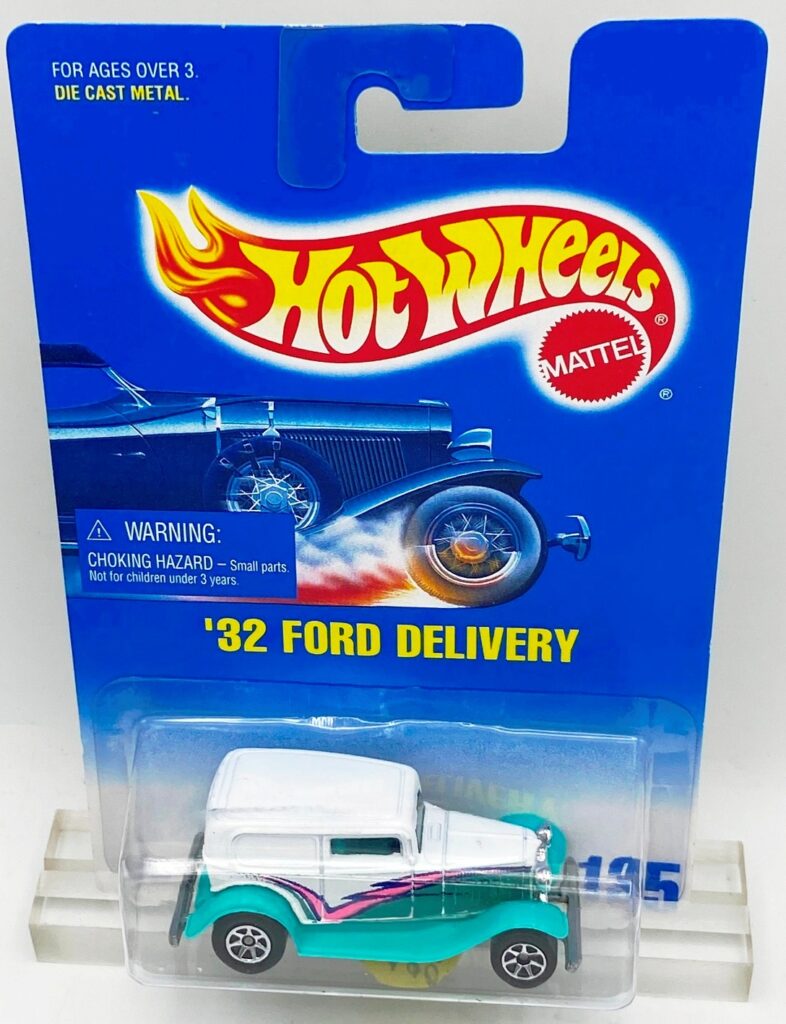 FOR AGES OVER 3.
DIE CAST METAL.
HOT WHEELS ®
MATTEL ®
⚠ WARNING:
CHOKING HAZARD – Small parts.
Not for children under 3 years.
'32 FORD DELIVERY